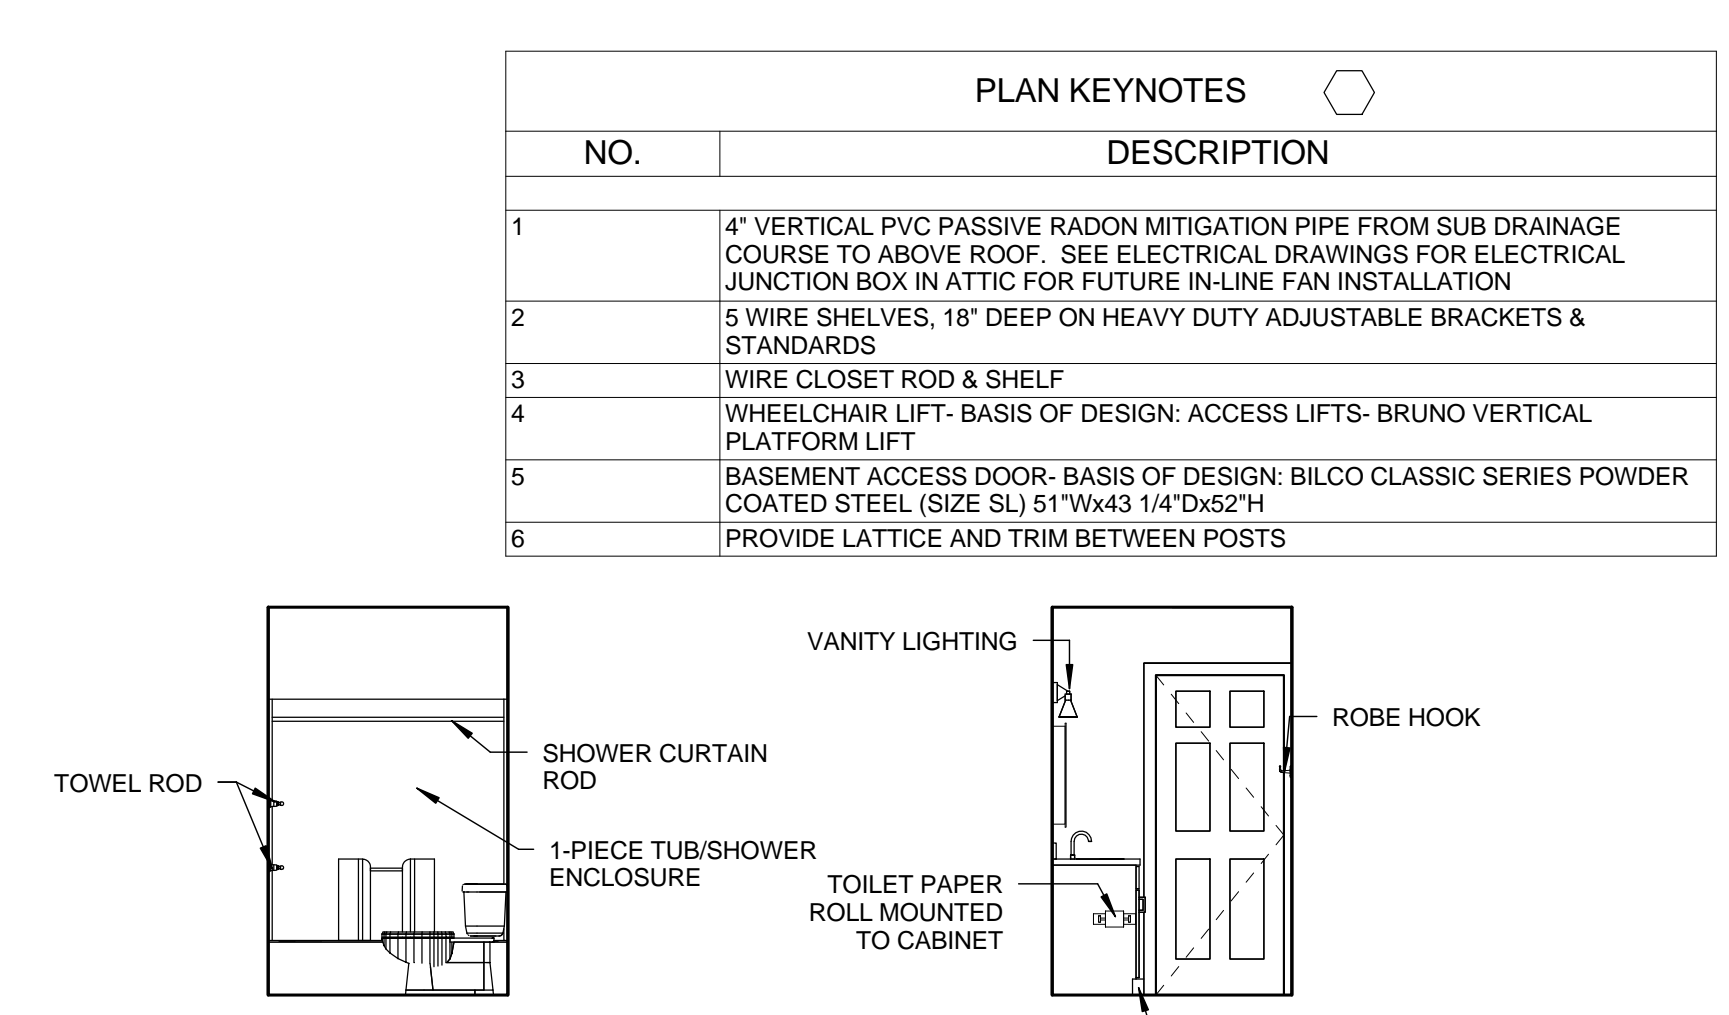 PLAN KEYNOTES
NO. DESCRIPTION
1 4" VERTICAL PVC PASSIVE RADON MITIGATION PIPE FROM SUB DRAINAGE
COURSE TO ABOVE ROOF. SEE ELECTRICAL DRAWINGS FOR ELECTRICAL
JUNCTION BOX IN ATTIC FOR FUTURE IN-LINE FAN INSTALLATION
2 5 WIRE SHELVES, 18" DEEP ON HEAVY DUTY ADJUSTABLE BRACKETS &
STANDARDS
3 WIRE CLOSET ROD & SHELF
4 WHEELCHAIR LIFT- BASIS OF DESIGN: ACCESS LIFTS- BRUNO VERTICAL
PLATFORM LIFT
5 BASEMENT ACCESS DOOR- BASIS OF DESIGN: BILCO CLASSIC SERIES POWDER
COATED STEEL (SIZE SL) 51"Wx43 1/4"Dx52"H
6 PROVIDE LATTICE AND TRIM BETWEEN POSTS
TOWEL ROD
SHOWER CURTAIN
ROD
1-PIECE TUB/SHOWER
ENCLOSURE
VANITY LIGHTING
ROBE HOOK
TOILET PAPER
ROLL MOUNTED
TO CABINET